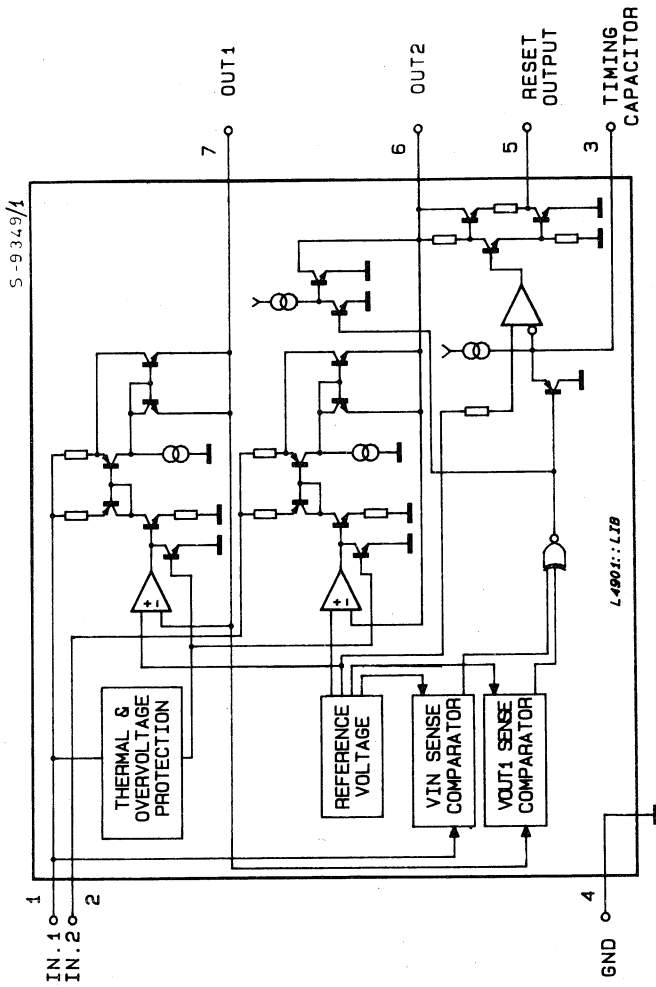 S-9349/1
IN.1
1
IN.2
2
THERMAL &
OVERVOLTAGE
PROTECTION
+
-
7
OUT1
REFERENCE
VOLTAGE
+
-
6
OUT2
VIN SENSE
COMPARATOR
VOUT1 SENSE
COMPARATOR
5
RESET
OUTPUT
3
TIMING
CAPACITOR
4
GND
L4901::LIB